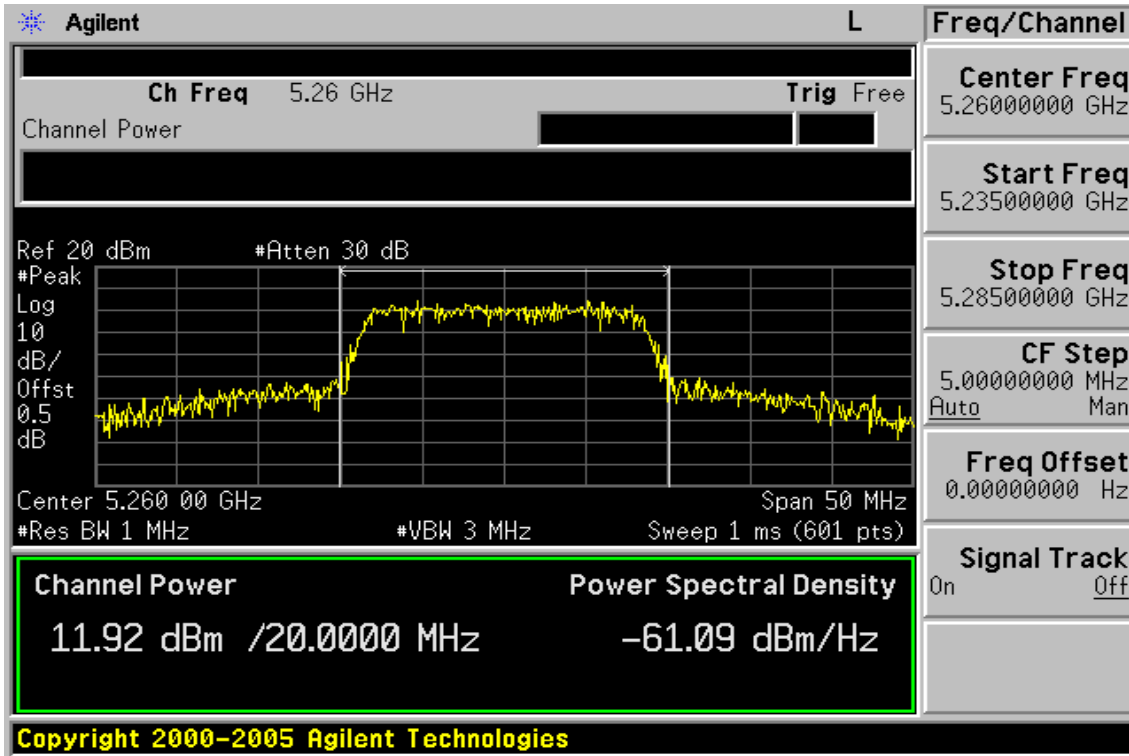 Agilent L
Freq/Channel
Ch Freq 5.26 GHz Trig Free
Channel Power
Ref 20 dBm #Atten 30 dB
#Peak
Log
10
dB/
Offst
0.5
dB
Center 5.260 00 GHz Span 50 MHz
#Res BW 1 MHz #VBW 3 MHz Sweep 1 ms (601 pts)
Channel Power Power Spectral Density
11.92 dBm /20.0000 MHz -61.09 dBm/Hz
Copyright 2000-2005 Agilent Technologies
Center Freq
5.26000000 GHz
Start Freq
5.23500000 GHz
Stop Freq
5.28500000 GHz
CF Step
5.00000000 MHz
Auto Man
Freq Offset
0.00000000 Hz
Signal Track
On Off